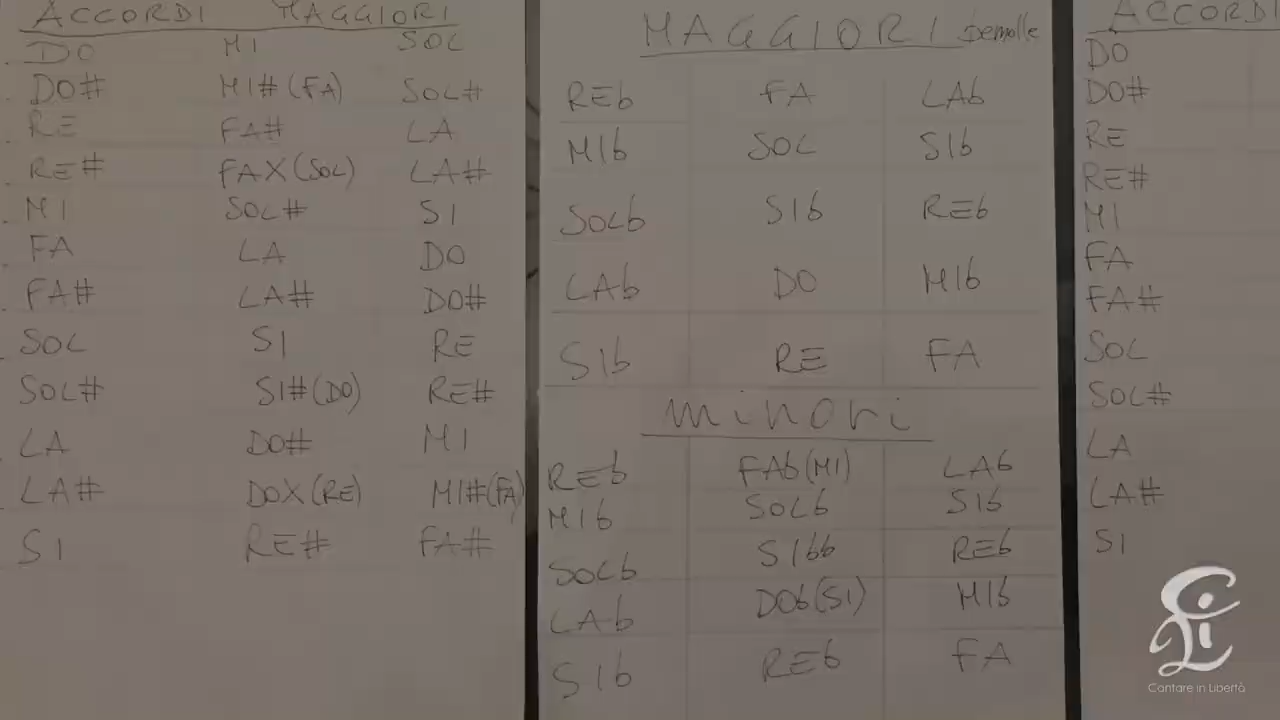 ACCORDI MAGGIORI
DO MI SOL
DO# MI#(FA) SOL#
RE FA# LA
RE# FAX(SOL) LA#
MI SOL# SI
FA LA DO
FA# LA# DO#
SOL SI RE
SOL# SI#(DO) RE#
LA DO# MI
LA# DOX(RE) MI#(FA)
SI RE# FA#
MAGGIORI bemolle
REb FA LAb
MIb SOL SIb
SOLb SIb REb
LAb DO MIb
SIb RE FA
minori
REb FAb(MI) LAb
MIb SOLb SIb
SOLb SIbb REb
LAb DOb(SI) MIb
SIb REb FA
ACCORDI
DO
DO#
RE
RE#
MI
FA
FA#
SOL
SOL#
LA
LA#
SI
Cantare in Libertà